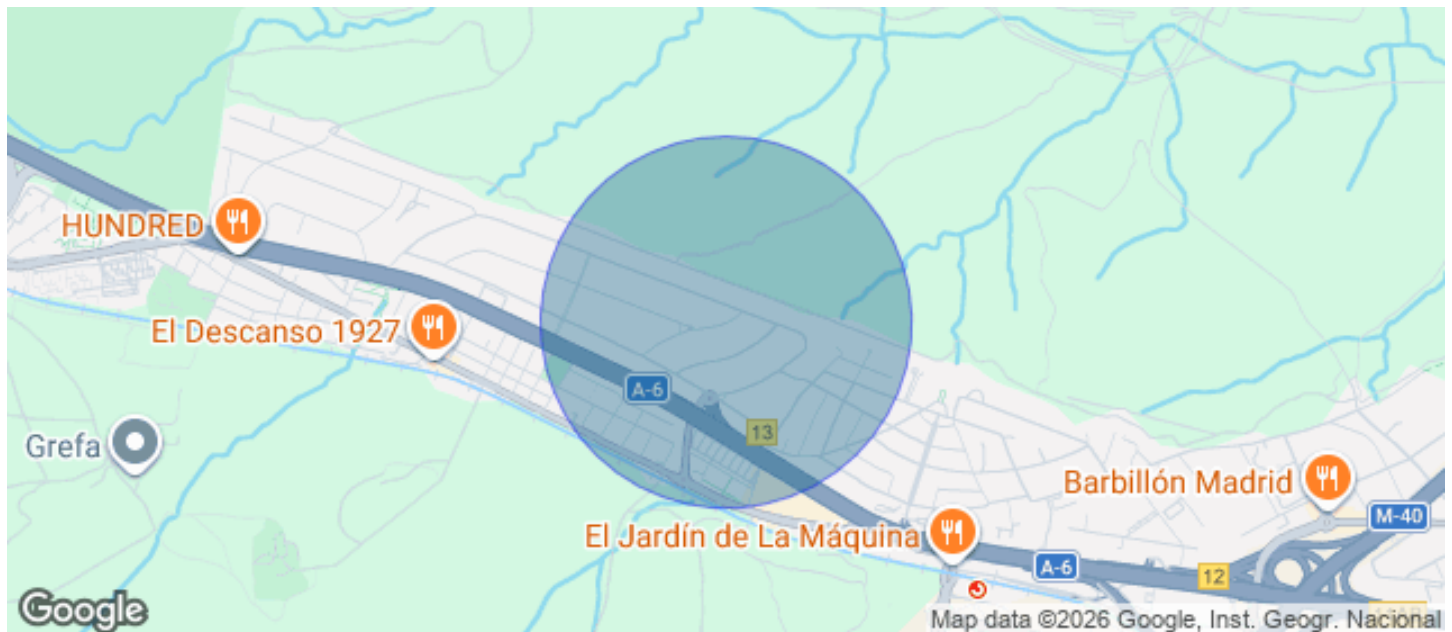 HUNDRED
El Descanso 1927
A-6
Grefa
13
Barbillón Madrid
M-40
El Jardín de La Máquina
A-6
12
Google
Map data ©2026 Google, Inst. Geogr. Nacional